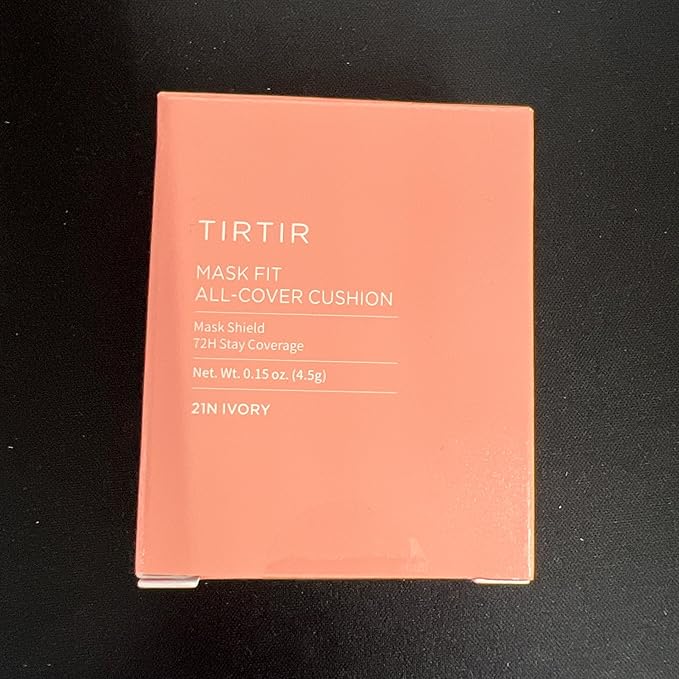 TIRTIR
MASK FIT
ALL-COVER CUSHION
Mask Shield
72H Stay Coverage
Net. Wt. 0.15 oz. (4.5g)
21N IVORY